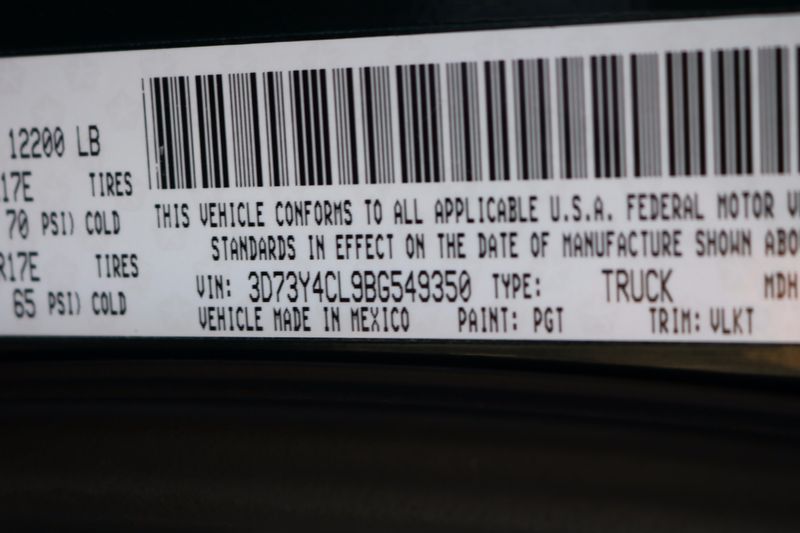 12200 LB
17E TIRES
70 PSI) COLD
R17E TIRES
65 PSI) COLD
THIS VEHICLE CONFORMS TO ALL APPLICABLE U.S.A. FEDERAL MOTOR V
STANDARDS IN EFFECT ON THE DATE OF MANUFACTURE SHOWN ABO
VIN: 3D73Y4CL9BG549350 TYPE: TRUCK MDH
VEHICLE MADE IN MEXICO PAINT: PGT TRIM: VLKT